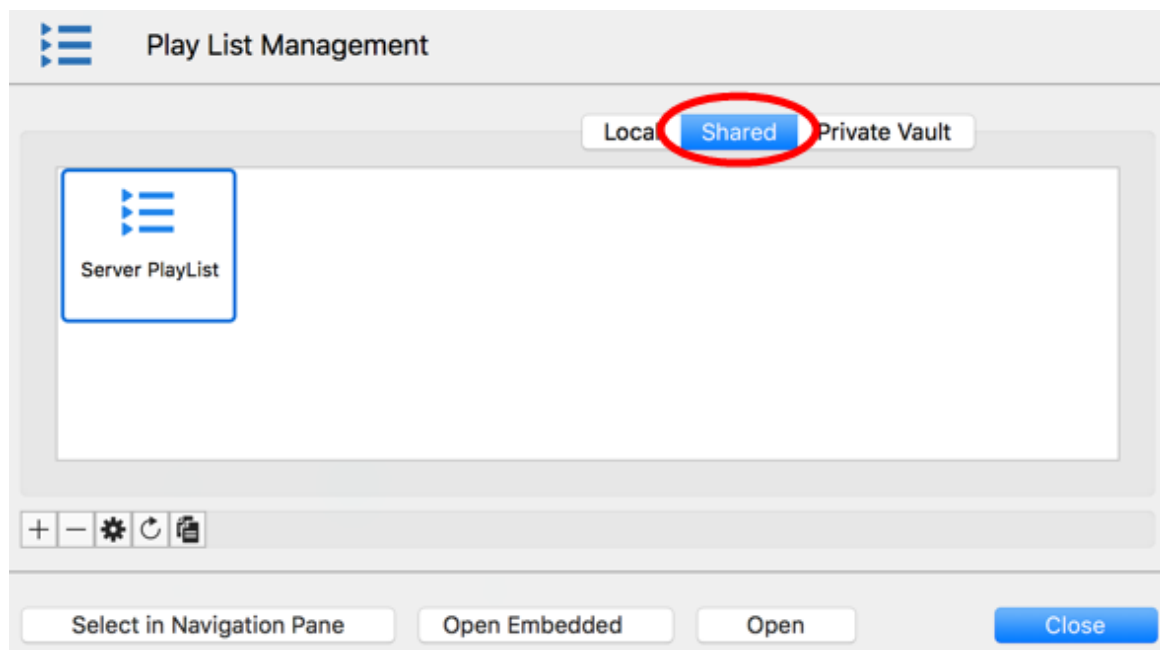 Play List Management
Local Shared Private Vault
Server PlayList
Select in Navigation Pane Open Embedded Open Close